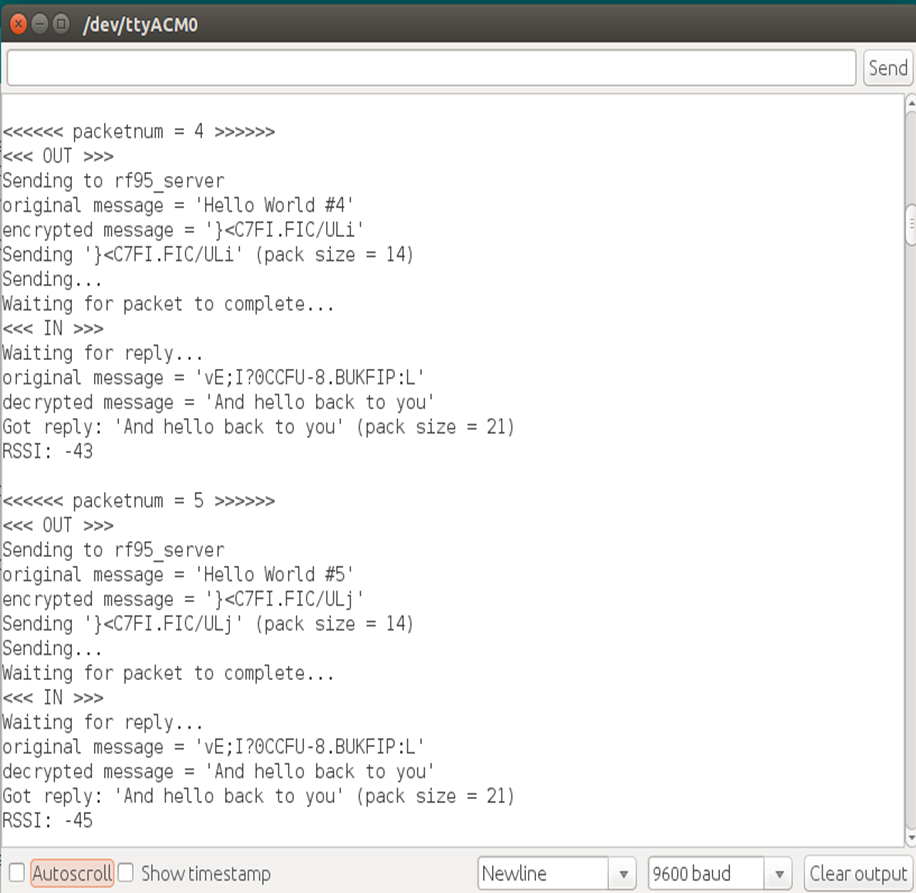 /dev/ttyACM0
Send
<<<<<< packetnum = 4 >>>>>>
<<< OUT >>>
Sending to rf95_server
original message = 'Hello World #4'
encrypted message = '}<C7FI.FIC/ULi'
Sending '}<C7FI.FIC/ULi' (pack size = 14)
Sending...
Waiting for packet to complete...
<<< IN >>>
Waiting for reply...
original message = 'vE;I?0CCFU-8.BUKFIP:L'
decrypted message = 'And hello back to you'
Got reply: 'And hello back to you' (pack size = 21)
RSSI: -43
<<<<<< packetnum = 5 >>>>>>
<<< OUT >>>
Sending to rf95_server
original message = 'Hello World #5'
encrypted message = '}<C7FI.FIC/ULj'
Sending '}<C7FI.FIC/ULj' (pack size = 14)
Sending...
Waiting for packet to complete...
<<< IN >>>
Waiting for reply...
original message = 'vE;I?0CCFU-8.BUKFIP:L'
decrypted message = 'And hello back to you'
Got reply: 'And hello back to you' (pack size = 21)
RSSI: -45
Autoscroll Show timestamp Newline 9600 baud Clear output